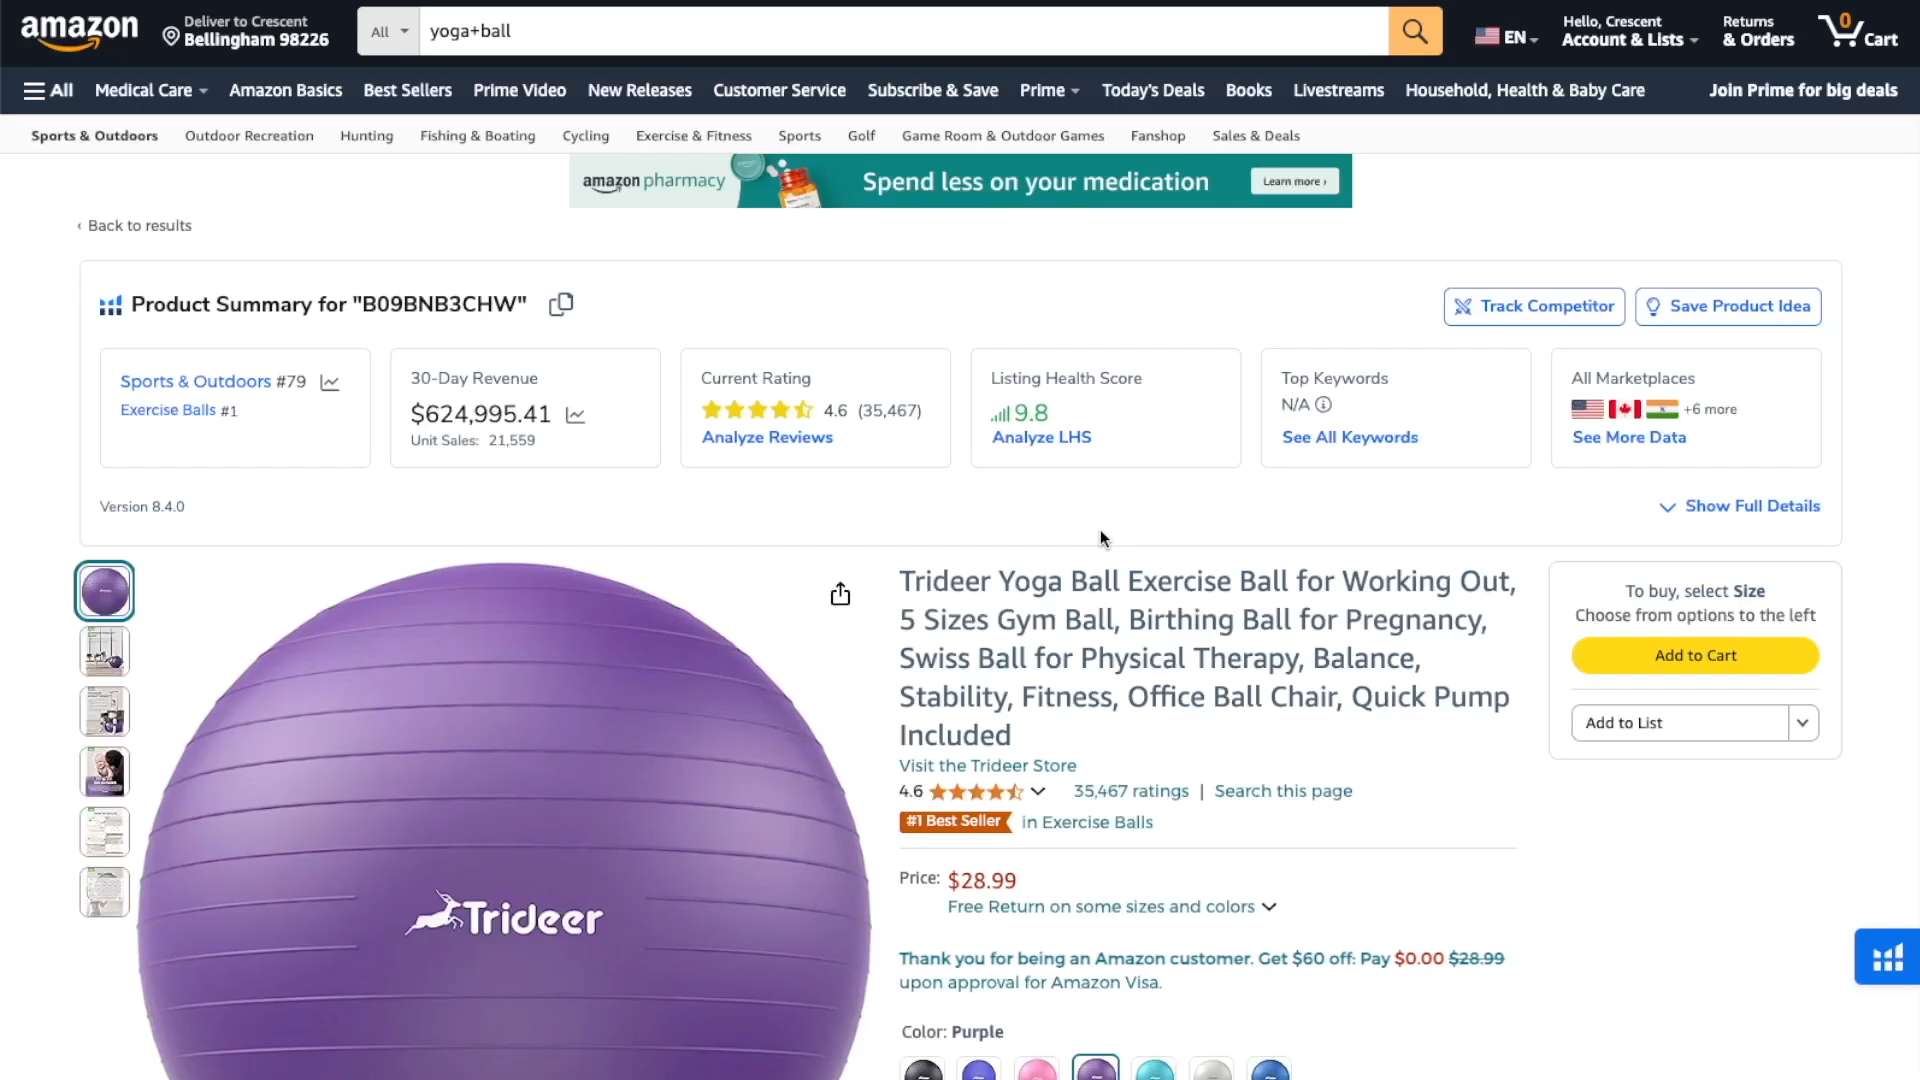 amazon
Deliver to Crescent
Bellingham 98226
All
yoga+ball
EN
Hello, Crescent
Account & Lists
Returns
& Orders
0
Cart
All
Medical Care
Amazon Basics
Best Sellers
Prime Video
New Releases
Customer Service
Subscribe & Save
Prime
Today's Deals
Books
Livestreams
Household, Health & Baby Care
Join Prime for big deals
Sports & Outdoors
Outdoor Recreation
Hunting
Fishing & Boating
Cycling
Exercise & Fitness
Sports
Golf
Game Room & Outdoor Games
Fanshop
Sales & Deals
amazon pharmacy
Spend less on your medication
Learn more ›
‹ Back to results
Product Summary for "B09BNB3CHW"
Track Competitor
Save Product Idea
Sports & Outdoors #79
Exercise Balls #1
30-Day Revenue
$624,995.41
Unit Sales: 21,559
Current Rating
4.6 (35,467)
Analyze Reviews
Listing Health Score
9.8
Analyze LHS
Top Keywords
N/A
See All Keywords
All Marketplaces
+6 more
See More Data
Version 8.4.0
Show Full Details
Trideer
Trideer Yoga Ball Exercise Ball for Working Out,
5 Sizes Gym Ball, Birthing Ball for Pregnancy,
Swiss Ball for Physical Therapy, Balance,
Stability, Fitness, Office Ball Chair, Quick Pump
Included
Visit the Trideer Store
4.6
35,467 ratings | Search this page
#1 Best Seller in Exercise Balls
Price: $28.99
Free Return on some sizes and colors
Thank you for being an Amazon customer. Get $60 off: Pay $0.00 $28.99
upon approval for Amazon Visa.
Color: Purple
To buy, select Size
Choose from options to the left
Add to Cart
Add to List